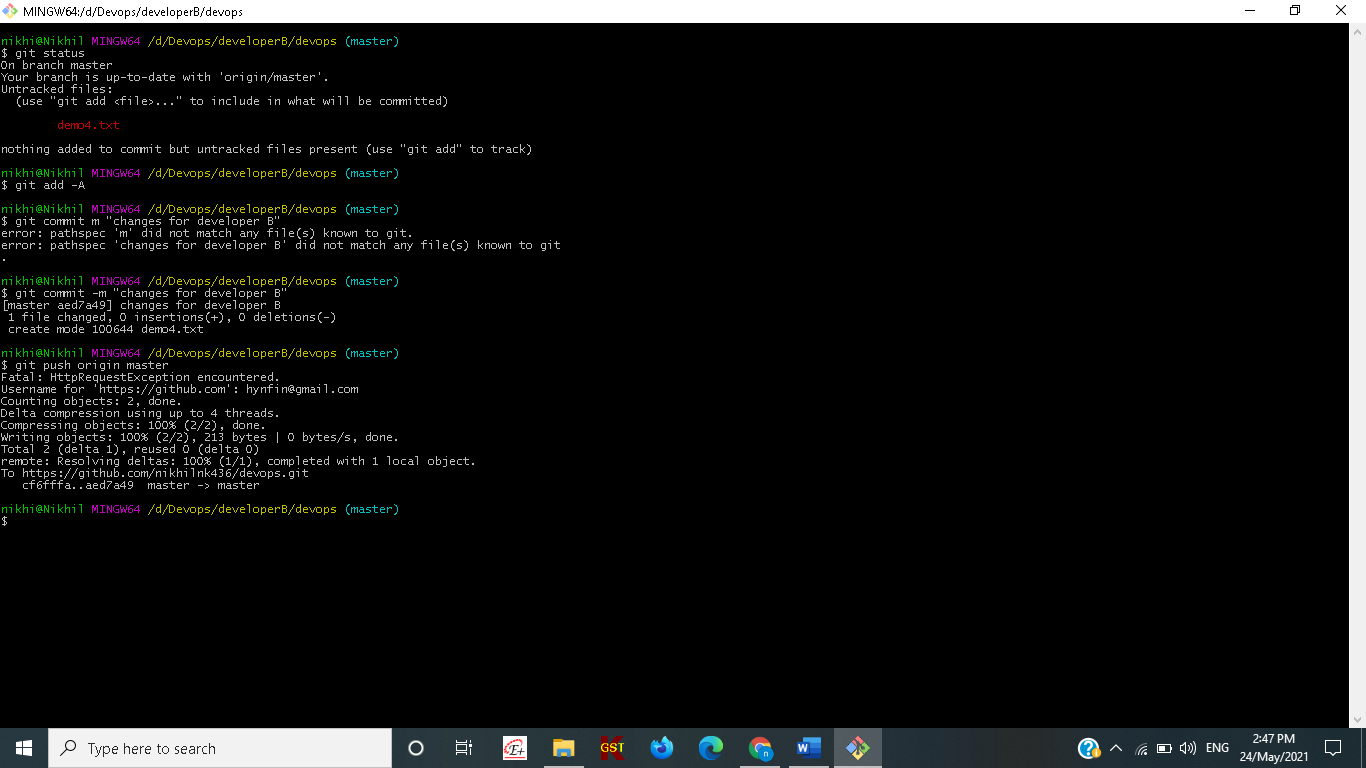 MINGW64:/d/Devops/developerB/devops
nikhi@Nikhil MINGW64 /d/Devops/developerB/devops (master)
$ git status
On branch master
Your branch is up-to-date with 'origin/master'.
Untracked files:
  (use "git add <file>..." to include in what will be committed)
        demo4.txt
nothing added to commit but untracked files present (use "git add" to track)
nikhi@Nikhil MINGW64 /d/Devops/developerB/devops (master)
$ git add -A
nikhi@Nikhil MINGW64 /d/Devops/developerB/devops (master)
$ git commit m "changes for developer B"
error: pathspec 'm' did not match any file(s) known to git.
error: pathspec 'changes for developer B' did not match any file(s) known to git
.
nikhi@Nikhil MINGW64 /d/Devops/developerB/devops (master)
$ git commit -m "changes for developer B"
[master aed7a49] changes for developer B
 1 file changed, 0 insertions(+), 0 deletions(-)
 create mode 100644 demo4.txt
nikhi@Nikhil MINGW64 /d/Devops/developerB/devops (master)
$ git push origin master
Fatal: HttpRequestException encountered.
Username for 'https://github.com': hynfin@gmail.com
Counting objects: 2, done.
Delta compression using up to 4 threads.
Compressing objects: 100% (2/2), done.
Writing objects: 100% (2/2), 213 bytes | 0 bytes/s, done.
Total 2 (delta 1), reused 0 (delta 0)
remote: Resolving deltas: 100% (1/1), completed with 1 local object.
To https://github.com/nikhilnk436/devops.git
   cf6fffa..aed7a49  master -> master
nikhi@Nikhil MINGW64 /d/Devops/developerB/devops (master)
$
Type here to search
E+
GST
n
W
ENG
2:47 PM
24/May/2021